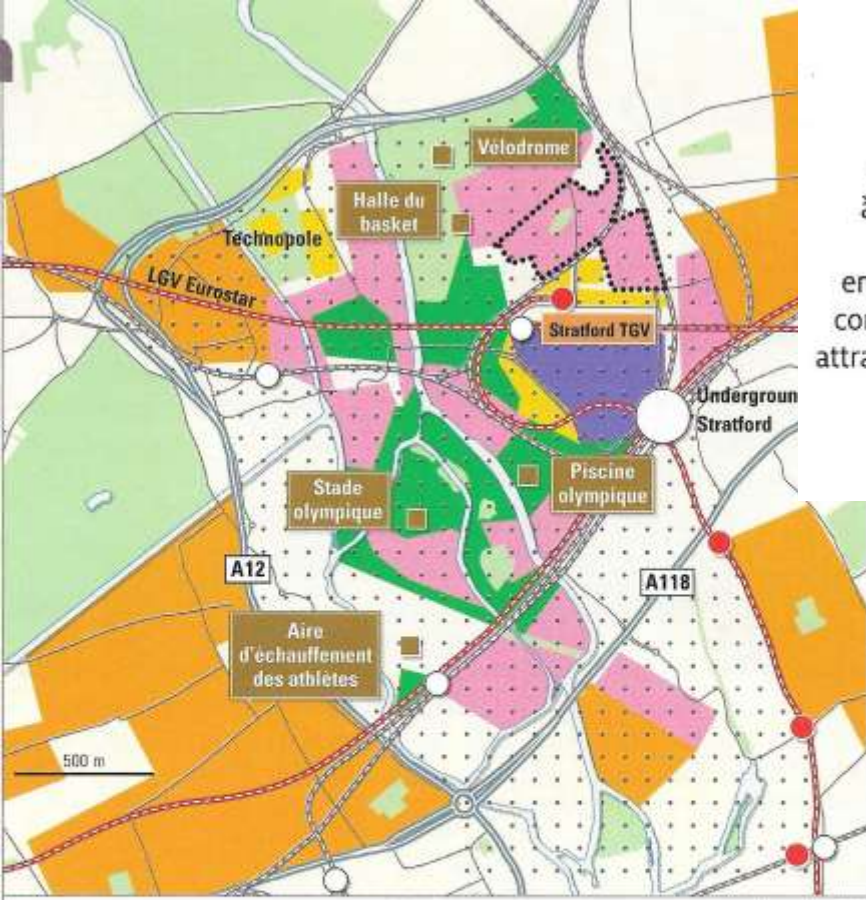 Vélodrome
Halle du
basket
Technopole
LGV Eurostar
Stratford TGV
Stratford
Stade
olympique
Piscine
olympique
A12
A118
Aire
d'échauffement
des athlètes
500 m